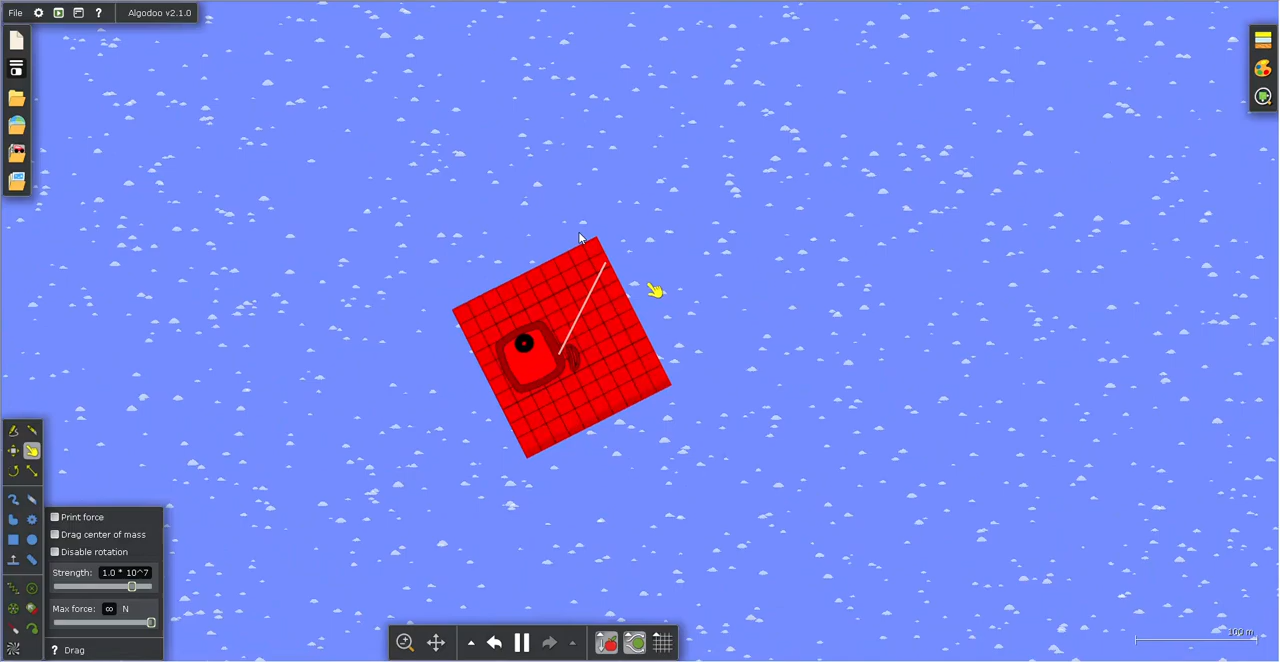 File ? Algodoo v2.1.0
Print force
Drag center of mass
Disable rotation
Strength: 1.0 * 10^7
Max force: ∞ N
? Drag
100 m